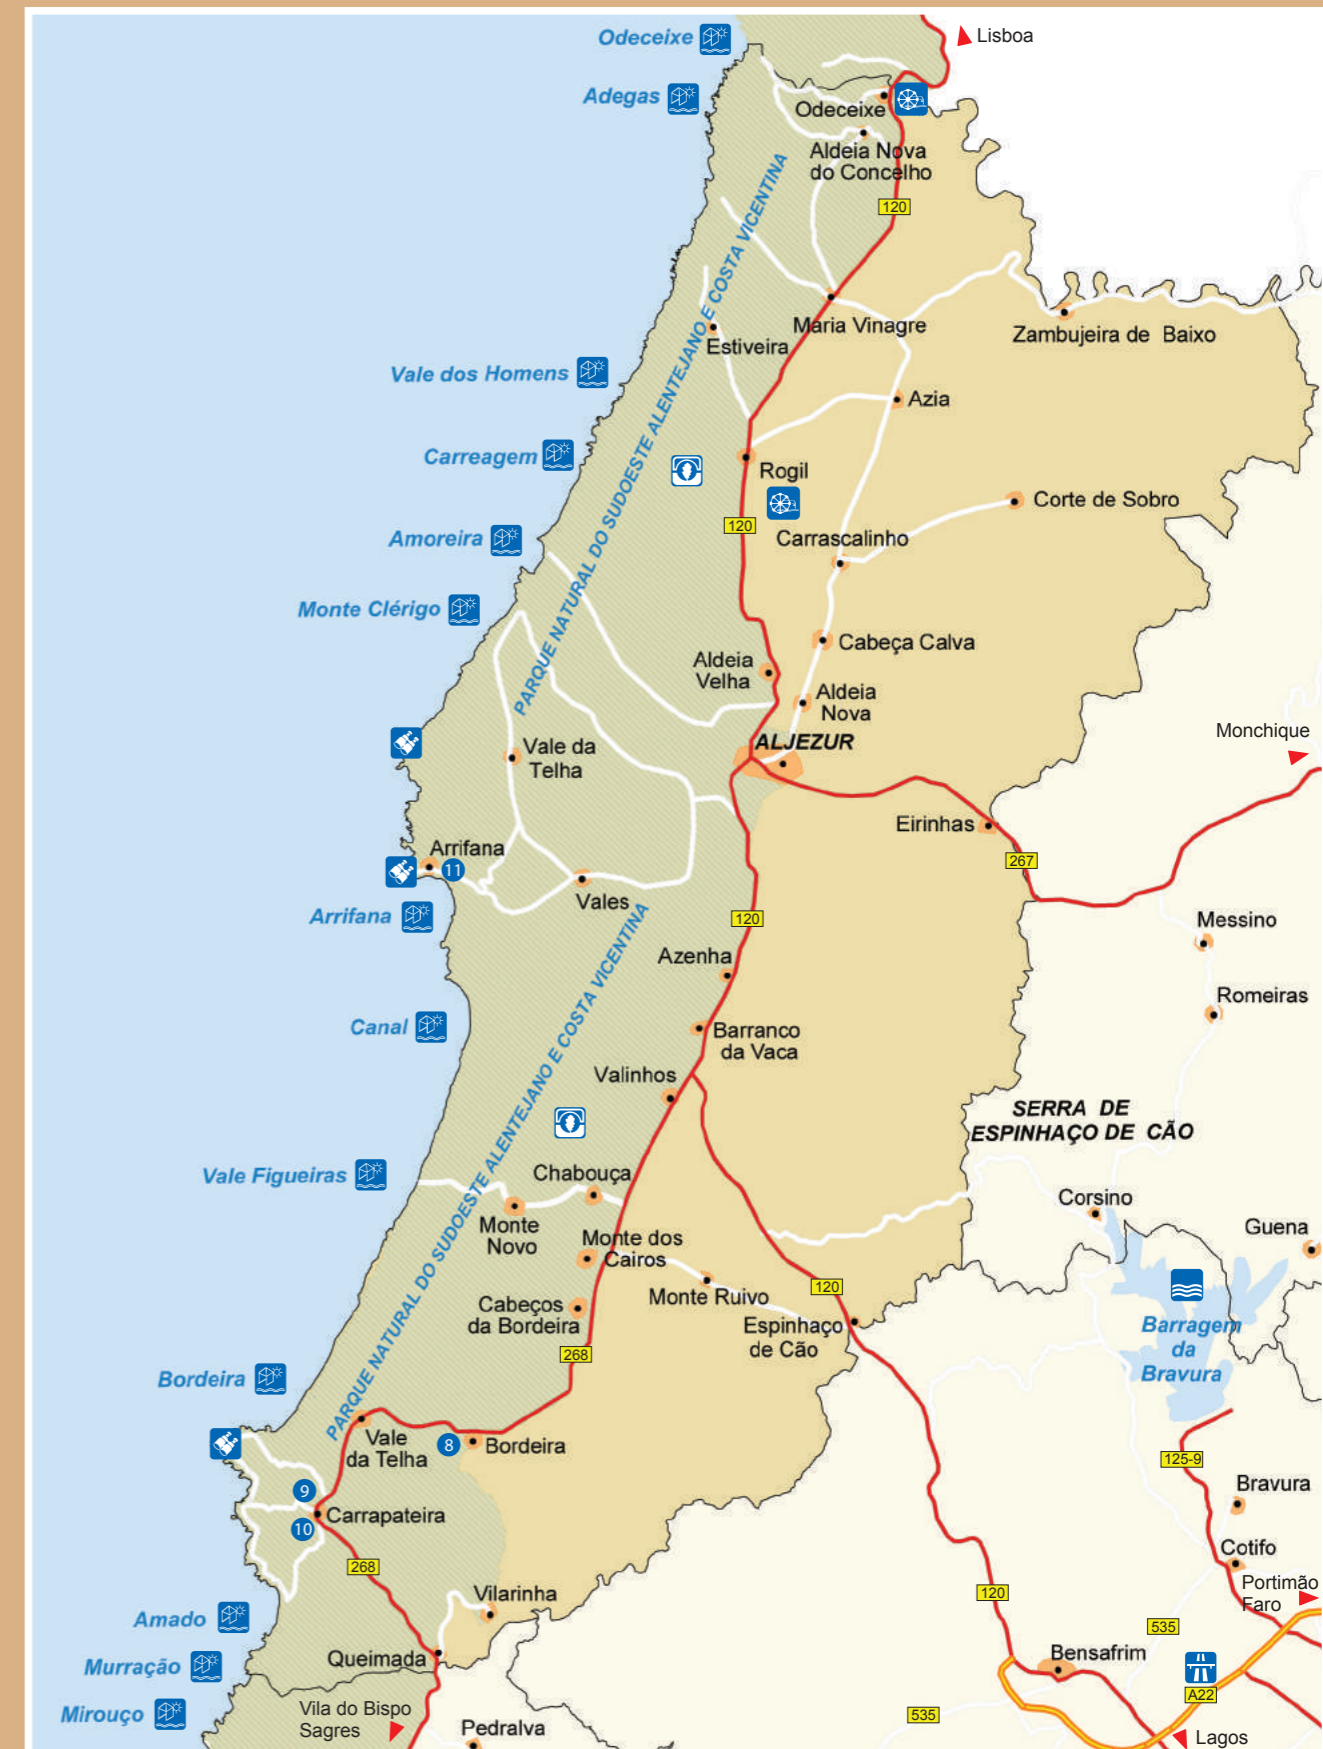 Lisboa
Odeceixe
Adegas
Odeceixe
Aldeia Nova
do Concelho
120
PARQUE NATURAL DO SUDOESTE ALENTEJANO E COSTA VICENTINA
Maria Vinagre
Zambujeira de Baixo
Estiveira
Vale dos Homens
Azia
Carreagem
Rogil
Corte de Sobro
120
Amoreira
Carrascalinho
Monte Clérigo
Cabeça Calva
Aldeia
Velha
Aldeia
Nova
Monchique
ALJEZUR
Vale da
Telha
Eirinhas
Arrifana
267
11
Vales
Arrifana
120
Messino
PARQUE NATURAL DO SUDOESTE ALENTEJANO E COSTA VICENTINA
Azenha
Romeiras
Canal
Barranco
da Vaca
Valinhos
SERRA DE
ESPINHAÇO DE CÃO
Vale Figueiras
Chabouça
Corsino
Monte
Novo
Guena
Monte dos
Cairos
Monte Ruivo
120
Cabeços
da Bordeira
Espinhaço
de Cão
Barragem
da
Bravura
268
Bordeira
Vale
da Telha
8
Bordeira
125-9
Bravura
9
Carrapateira
10
Cotifo
268
Portimão
Faro
Vilarinha
120
Amado
535
Queimada
Bensafrim
Murração
A22
Mirouço
Vila do Bispo
Sagres
535
Pedralva
Lagos